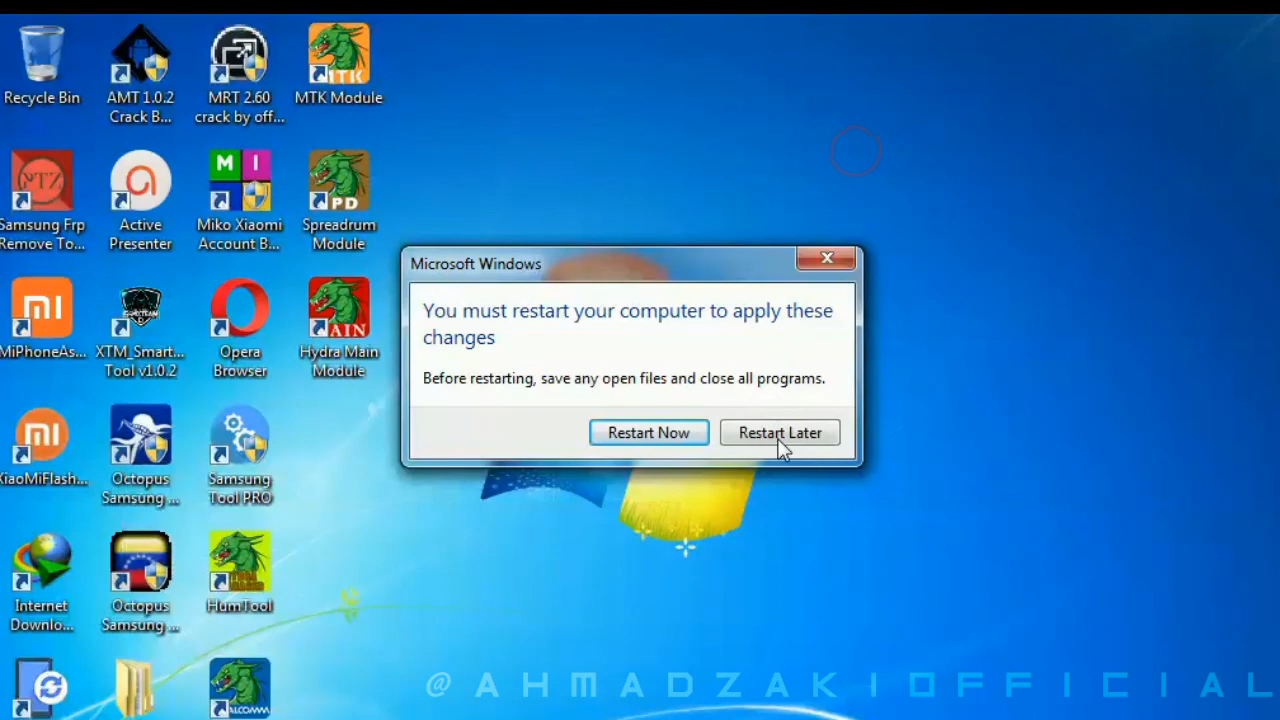 Recycle Bin
AMT 1.0.2
Crack B...
MRT 2.60
crack by off...
MTK
MTK Module
Samsung Frp
Remove To...
Active
Presenter
M I
Miko Xiaomi
Account B...
PD
Spreadrum
Module
MiPhoneAs...
XTM_Smart...
Tool v1.0.2
Opera
Browser
Hydra Main
Module
XiaoMiFlash...
Octopus
Samsung ...
Samsung
Tool PRO
Internet
Downlo...
Octopus
Samsung ...
HumTool
Microsoft Windows
You must restart your computer to apply these
changes
Before restarting, save any open files and close all programs.
Restart Now
Restart Later
@AHMADZAKIOFFICIAL